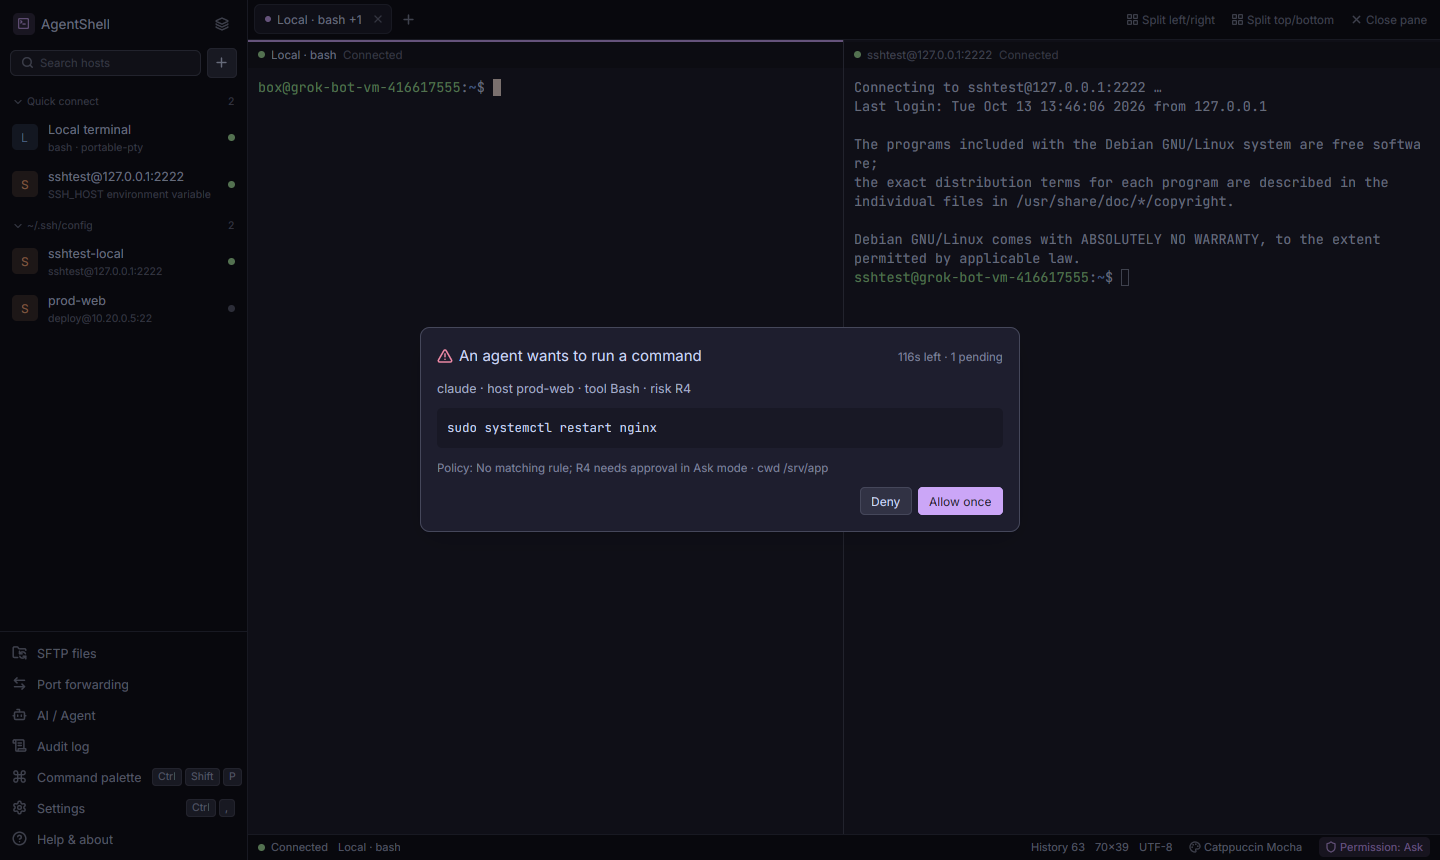 AgentShell
Search hosts
Quick connect 2
L Local terminal
bash · portable-pty
S sshtest@127.0.0.1:2222
SSH_HOST environment variable
~/.ssh/config 2
S sshtest-local
sshtest@127.0.0.1:2222
S prod-web
deploy@10.20.0.5:22
SFTP files
Port forwarding
AI / Agent
Audit log
Command palette Ctrl Shift P
Settings Ctrl ,
Help & about
Local · bash +1
Split left/right Split top/bottom Close pane
Local · bash Connected
box@grok-bot-vm-416617555:~$
sshtest@127.0.0.1:2222 Connected
Connecting to sshtest@127.0.0.1:2222 …
Last login: Tue Oct 13 13:46:06 2026 from 127.0.0.1
The programs included with the Debian GNU/Linux system are free softwa
re;
the exact distribution terms for each program are described in the
individual files in /usr/share/doc/*/copyright.
Debian GNU/Linux comes with ABSOLUTELY NO WARRANTY, to the extent
permitted by applicable law.
sshtest@grok-bot-vm-416617555:~$
An agent wants to run a command 116s left · 1 pending
claude · host prod-web · tool Bash · risk R4
sudo systemctl restart nginx
Policy: No matching rule; R4 needs approval in Ask mode · cwd /srv/app
Deny Allow once
Connected Local · bash History 63 70×39 UTF-8 Catppuccin Mocha Permission: Ask